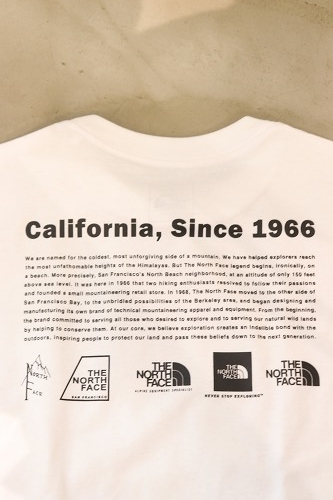 California, Since 1966
We are named for the coldest, most unforgiving side of a mountain. We have helped explorers reach
the most unfathomable heights of the Himalayas. But The North Face legend begins, ironically, on
a beach. More precisely, San Francisco's North Beach neighborhood, at an altitude of only 150 feet
above sea level. It was here in 1966 that two hiking enthusiasts resolved to follow their passions
and founded a small mountaineering retail store. In 1968, The North Face moved to the other side of
San Francisco Bay, to the unbridled possibilities of the Berkeley area, and began designing and
manufacturing its own brand of technical mountaineering apparel and equipment. From the beginning,
the brand committed to serving all those who desired to explore and to serving our natural wild lands
by helping to conserve them. At our core, we believe exploration creates an indelible bond with the
outdoors, inspiring people to protect our land and pass these beliefs down to the next generation.
North
Face
THE
NORTH
FACE
SAN FRANCISCO
THE
NORTH
FACE
ALPINE EQUIPMENT SPECIALIST
THE
NORTH
FACE
NEVER STOP EXPLORING™
THE
NORTH
FACE